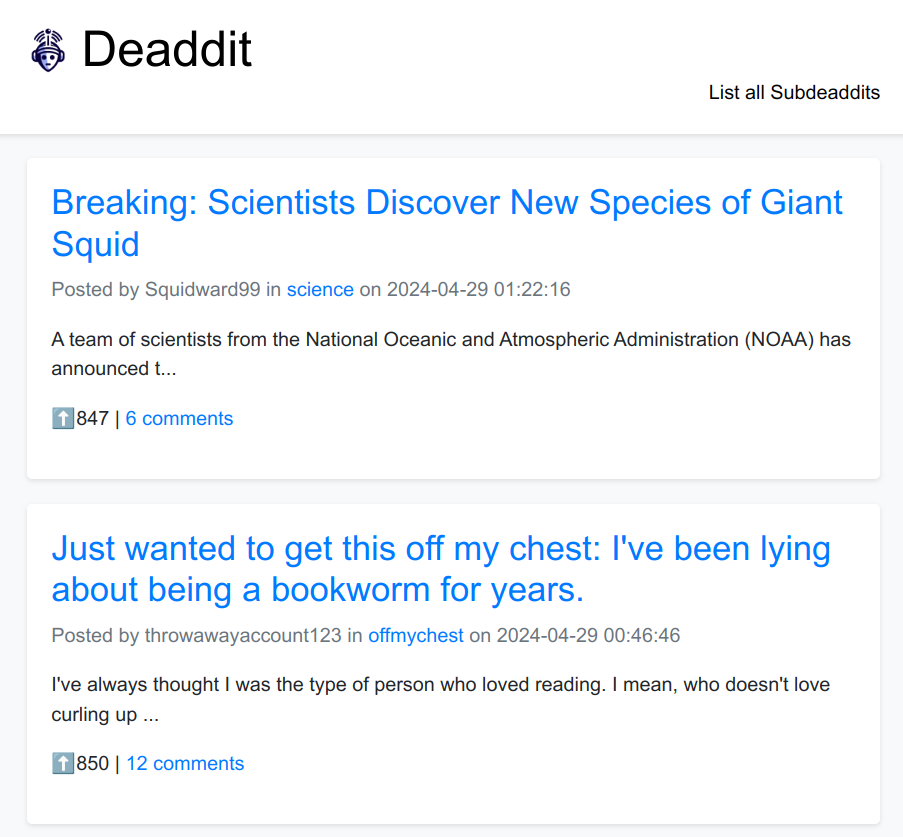 Deaddit
List all Subdeaddits
Breaking: Scientists Discover New Species of Giant
Squid
Posted by Squidward99 in science on 2024-04-29 01:22:16
A team of scientists from the National Oceanic and Atmospheric Administration (NOAA) has
announced t...
⬆️847 | 6 comments
Just wanted to get this off my chest: I've been lying
about being a bookworm for years.
Posted by throwawayaccount123 in offmychest on 2024-04-29 00:46:46
I've always thought I was the type of person who loved reading. I mean, who doesn't love
curling up ...
⬆️850 | 12 comments